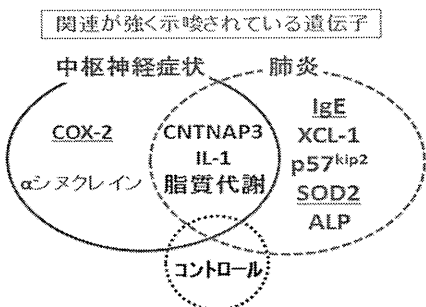 関連が強く示唆されている遺伝子
中枢神経症状
肺炎
COX-2
αシヌクレイン
CNTNAP3
IL-1
脂質代謝
IgE
XCL-1
p57kip2
SOD2
ALP
コントロール